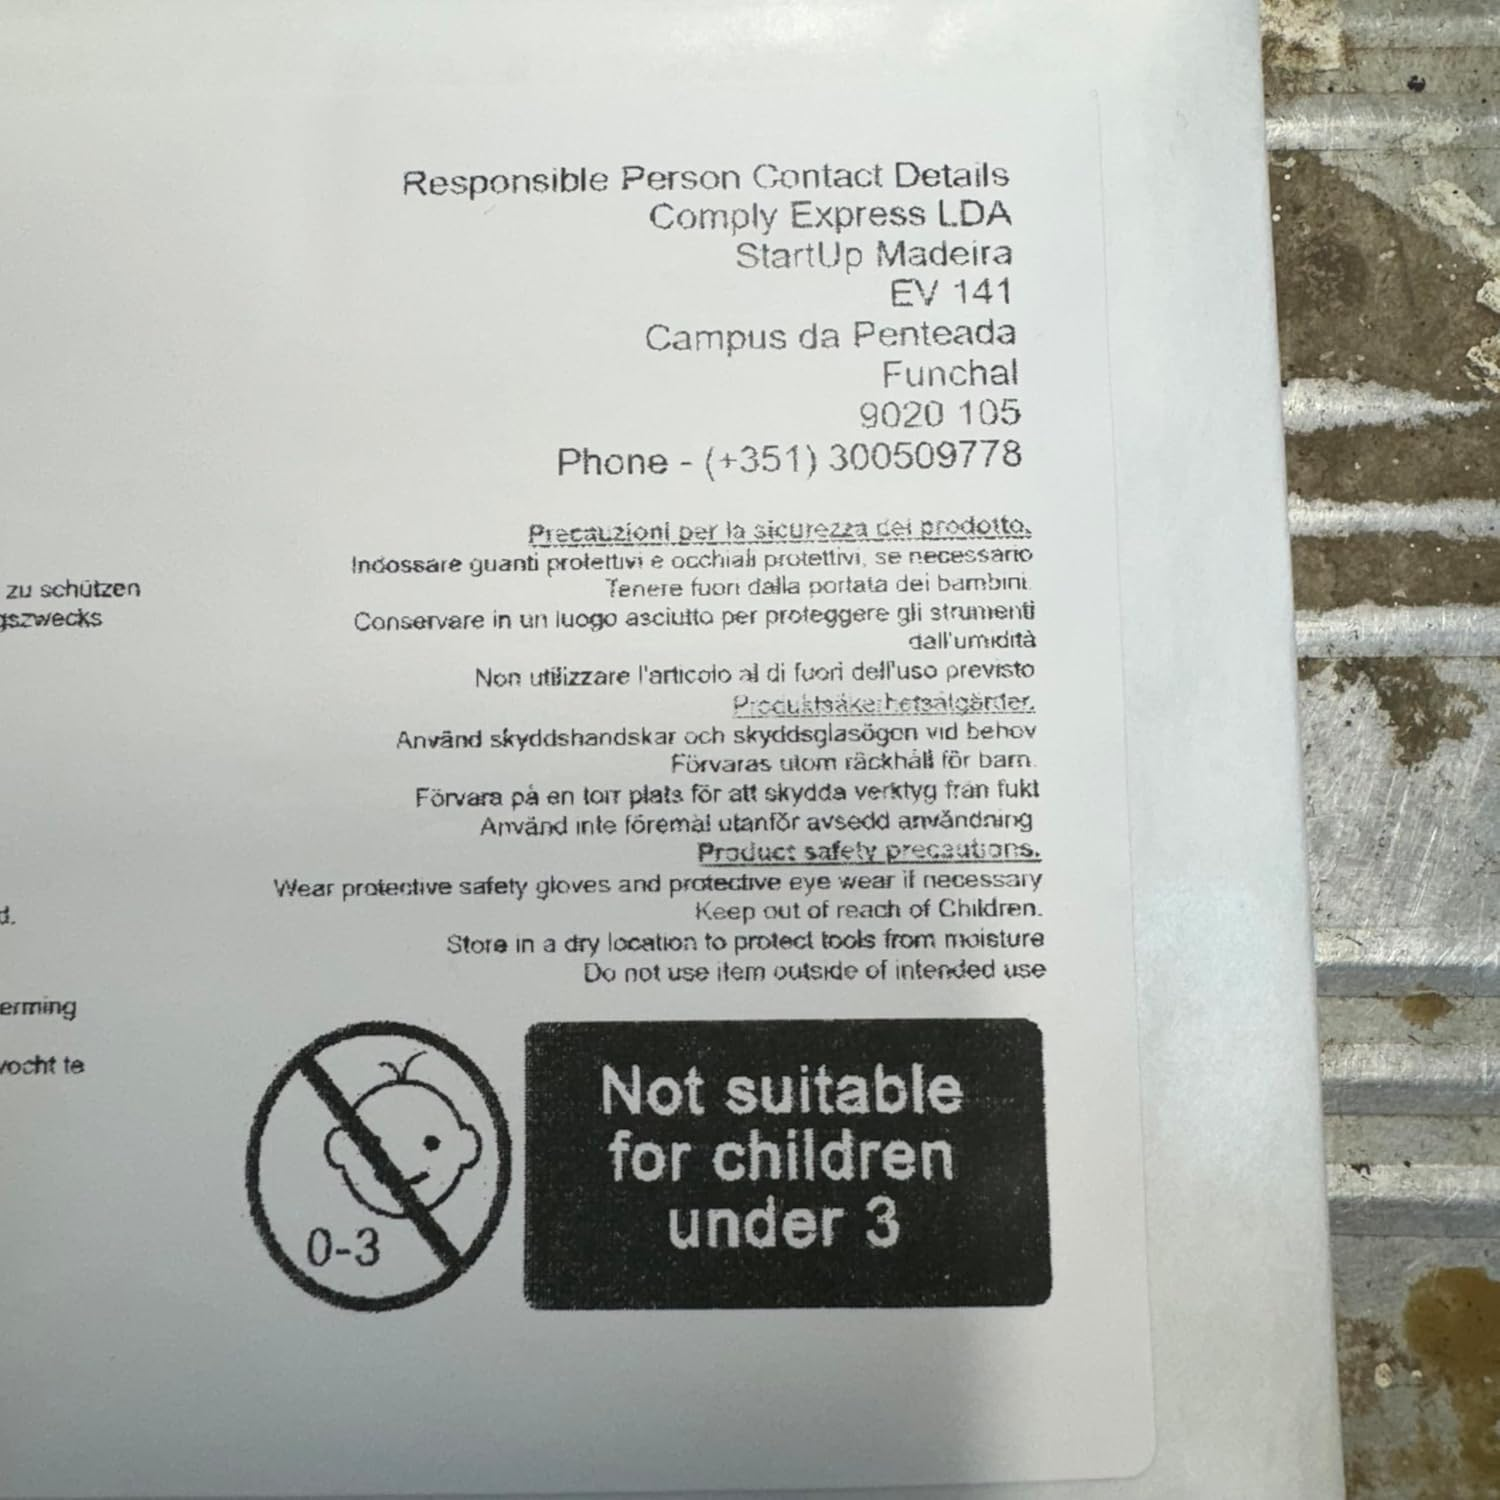 Responsible Person Contact Details
Comply Express LDA
StartUp Madeira
EV 141
Campus da Penteada
Funchal
9020 105
Phone - (+351) 300509778
Precauzioni per la sicurezza dei prodotto.
Indossare guanti protettivi e occhiali protettivi, se necessario
Tenere fuori dalla portata dei bambini.
Conservare in un luogo asciutto per proteggere gli strumenti
dall'umidità
Non utilizzare l'articolo al di fuori dell'uso previsto
Produktsäkerhetsåtgärder.
Använd skyddshandskar och skyddsglasögon vid behov
Förvaras utom räckhåll för barn.
Förvara på en torr plats för att skydda verktyg från fukt
Använd inte föremål utanför avsedd användning
Product safety precautions.
Wear protective safety gloves and protective eye wear if necessary
Keep out of reach of Children.
Store in a dry location to protect tools from moisture
Do not use item outside of intended use
zu schützen
gszwecks
d.
erming
vocht te
0-3
Not suitable
for children
under 3